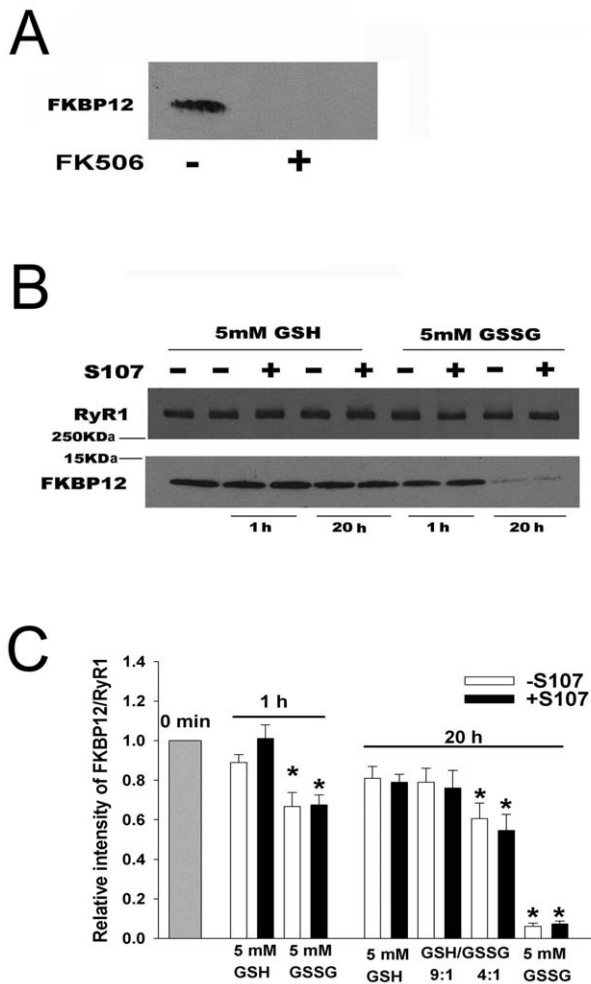 A
FKBP12
FK506 - +
B
5mM GSH 5mM GSSG
S107 - - + - + - + - +
RyR1
250KDa
15KDa
FKBP12
1 h 20 h 1 h 20 h
C
Relative intensity of FKBP12/RyR1
1.4
1.2
1.0
0.8
0.6
0.4
0.2
0.0
0 min
1 h
-S107
+S107
20 h
* *
* *
* *
5 mM 5 mM 5 mM GSH/GSSG 5 mM
GSH GSSG GSH 9:1 4:1 GSSG